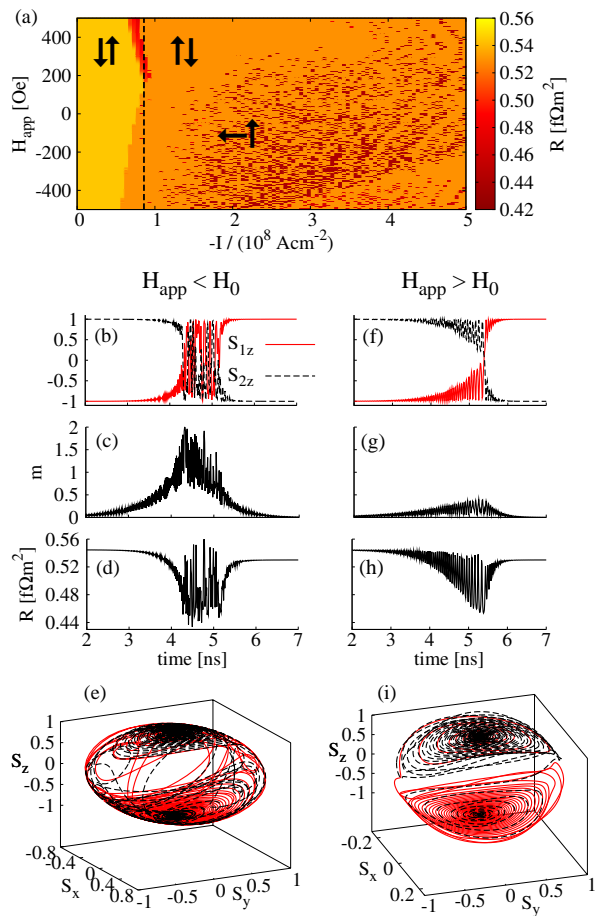 (a)
H_app [Oe]
400
200
0
-200
-400
0 1 2 3 4 5
-I / (10^8 Acm^-2)
R [fΩm^2]
0.56
0.54
0.52
0.50
0.48
0.46
0.44
0.42
H_app < H_0 H_app > H_0
(b) (f)
1
0.5
0
-0.5
-1
S_1z
S_2z
(c) (g)
m
2
1.5
1
0.5
0
(d) (h)
R [fΩm^2]
0.52
0.48
0.44
2 3 4 5 6 7 2 3 4 5 6 7
time [ns] time [ns]
(e)
S_z
1
0.5
0
-0.5
-1
-0.8
-0.4
0
0.4
0.8
S_x
-1 -0.5 0 0.5 1
S_y
(i)
S_z
1
0.5
0
-0.5
-1
-0.2
0
0.2
S_x
-1 -0.5 0 0.5 1
S_y